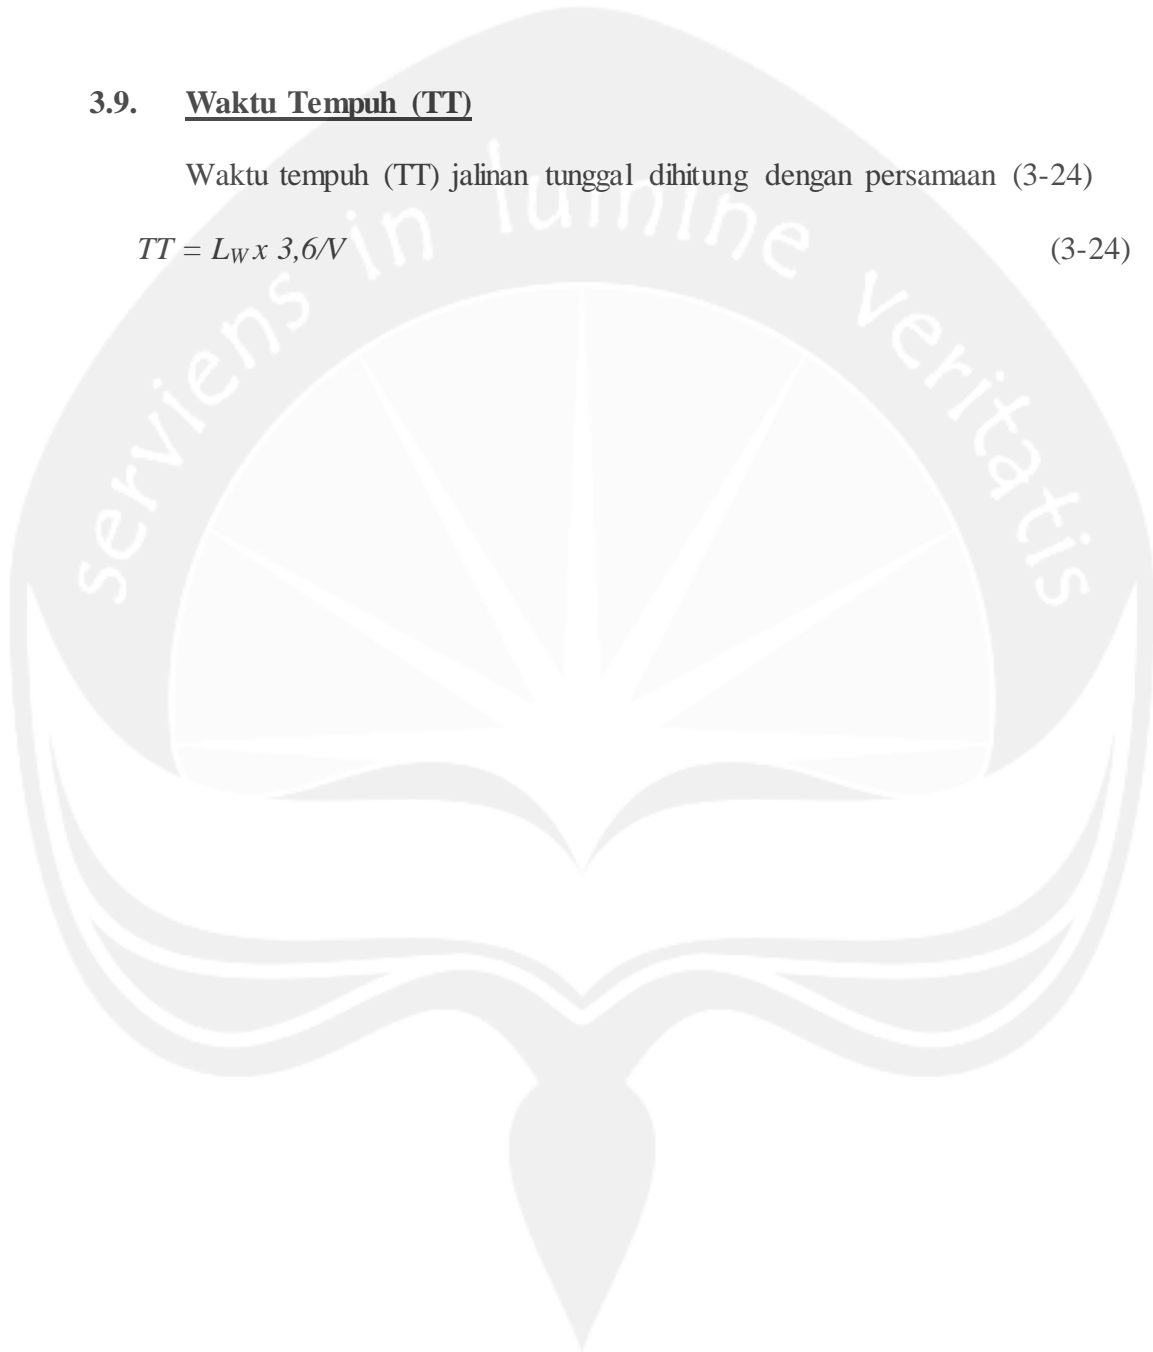 3.9. Waktu Tempuh (TT)
Waktu tempuh (TT) jalinan tunggal dihitung dengan persamaan (3-24)
TT = LW x 3,6/V (3-24)
serviens in lumine veritatis